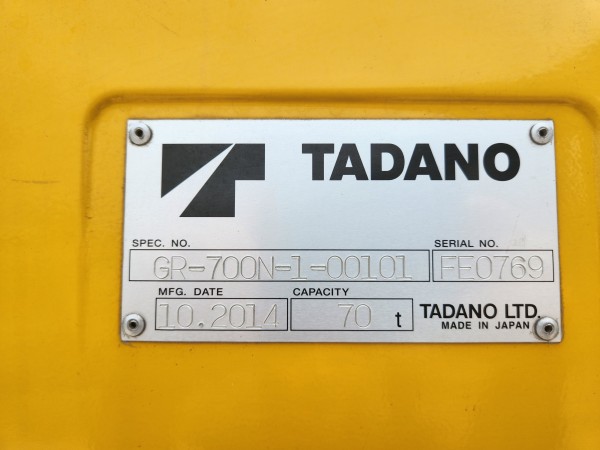 TADANO
SPEC. NO. SERIAL NO.
GR-700N-1-00101 FE0769
MFG. DATE CAPACITY
10.2014 70 t TADANO LTD.
MADE IN JAPAN